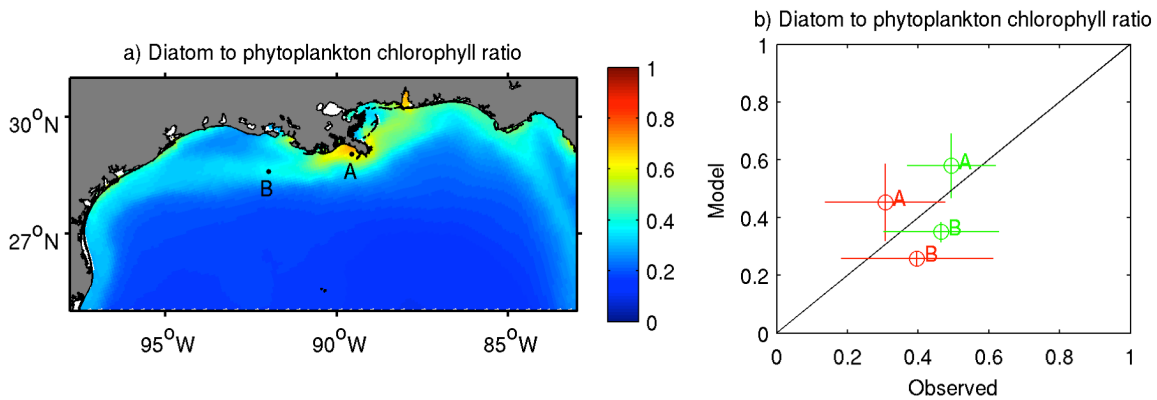 a) Diatom to phytoplankton chlorophyll ratio
30°N
27°N
95°W
90°W
85°W
A
B
1
0.8
0.6
0.4
0.2
0
b) Diatom to phytoplankton chlorophyll ratio
Model
1
0.8
0.6
0.4
0.2
0
A
A
B
B
0
0.2
0.4
0.6
0.8
1
Observed